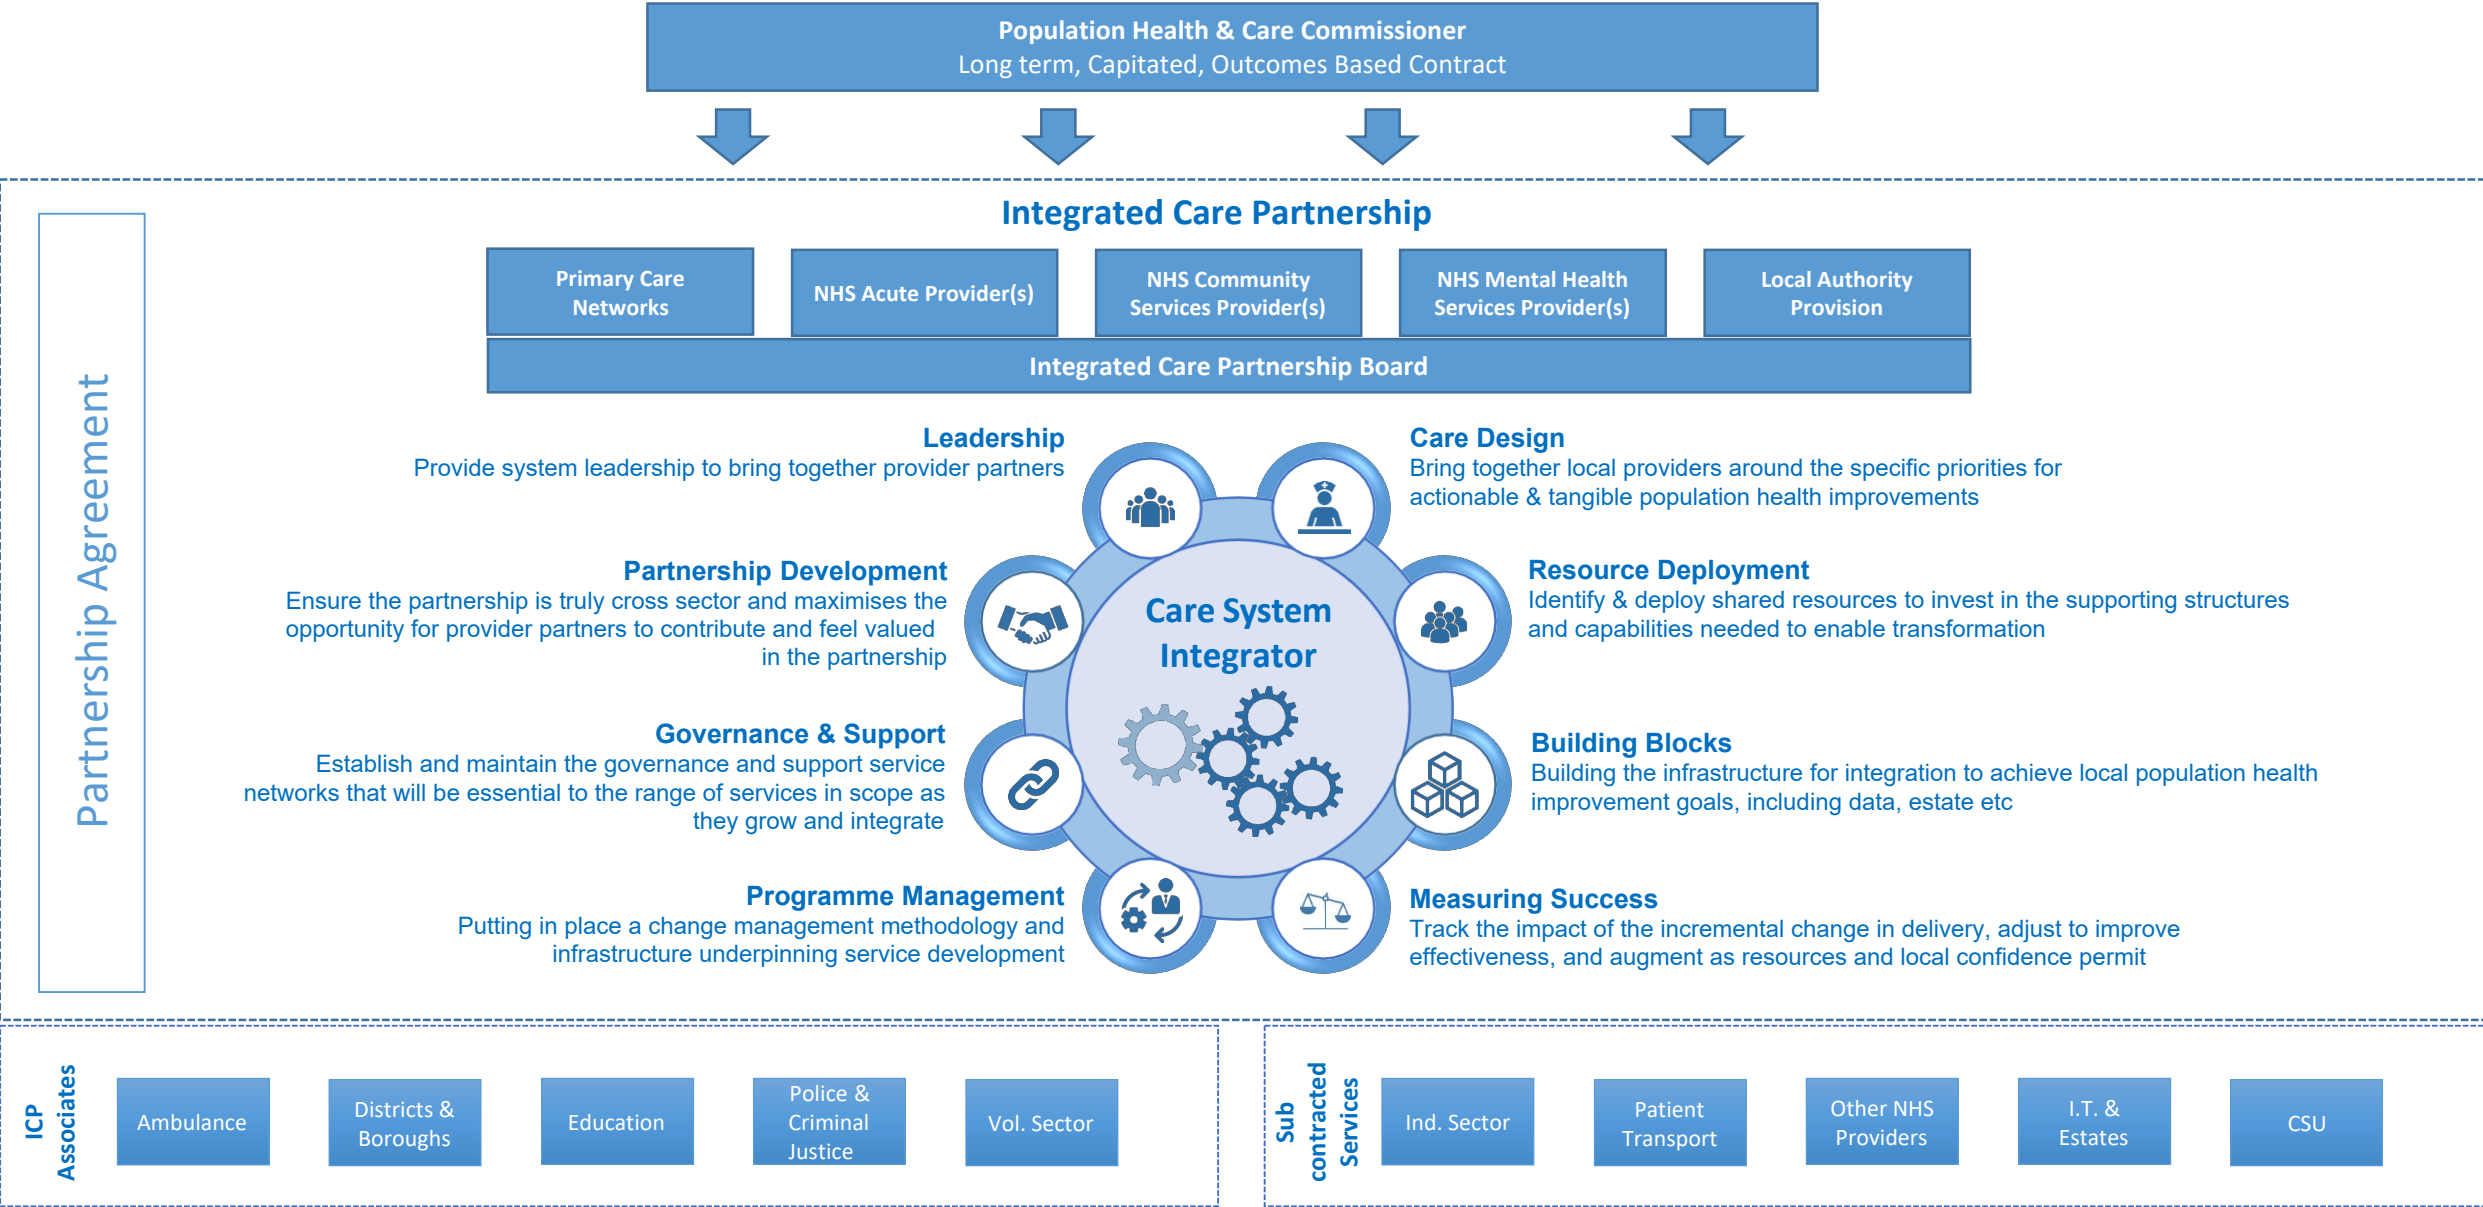 Population Health & Care Commissioner
Long term, Capitated, Outcomes Based Contract
Integrated Care Partnership
Partnership Agreement
Primary Care
Networks
NHS Acute Provider(s)
NHS Community
Services Provider(s)
NHS Mental Health
Services Provider(s)
Local Authority
Provision
Integrated Care Partnership Board
Leadership
Provide system leadership to bring together provider partners
Care Design
Bring together local providers around the specific priorities for
actionable & tangible population health improvements
Partnership Development
Ensure the partnership is truly cross sector and maximises the
opportunity for provider partners to contribute and feel valued
in the partnership
Care System
Integrator
Resource Deployment
Identify & deploy shared resources to invest in the supporting structures
and capabilities needed to enable transformation
Governance & Support
Establish and maintain the governance and support service
networks that will be essential to the range of services in scope as
they grow and integrate
Building Blocks
Building the infrastructure for integration to achieve local population health
improvement goals, including data, estate etc
Programme Management
Putting in place a change management methodology and
infrastructure underpinning service development
Measuring Success
Track the impact of the incremental change in delivery, adjust to improve
effectiveness, and augment as resources and local confidence permit
ICP
Associates
Ambulance
Districts &
Boroughs
Education
Police &
Criminal
Justice
Vol. Sector
Sub
contracted
Services
Ind. Sector
Patient
Transport
Other NHS
Providers
I.T. &
Estates
CSU